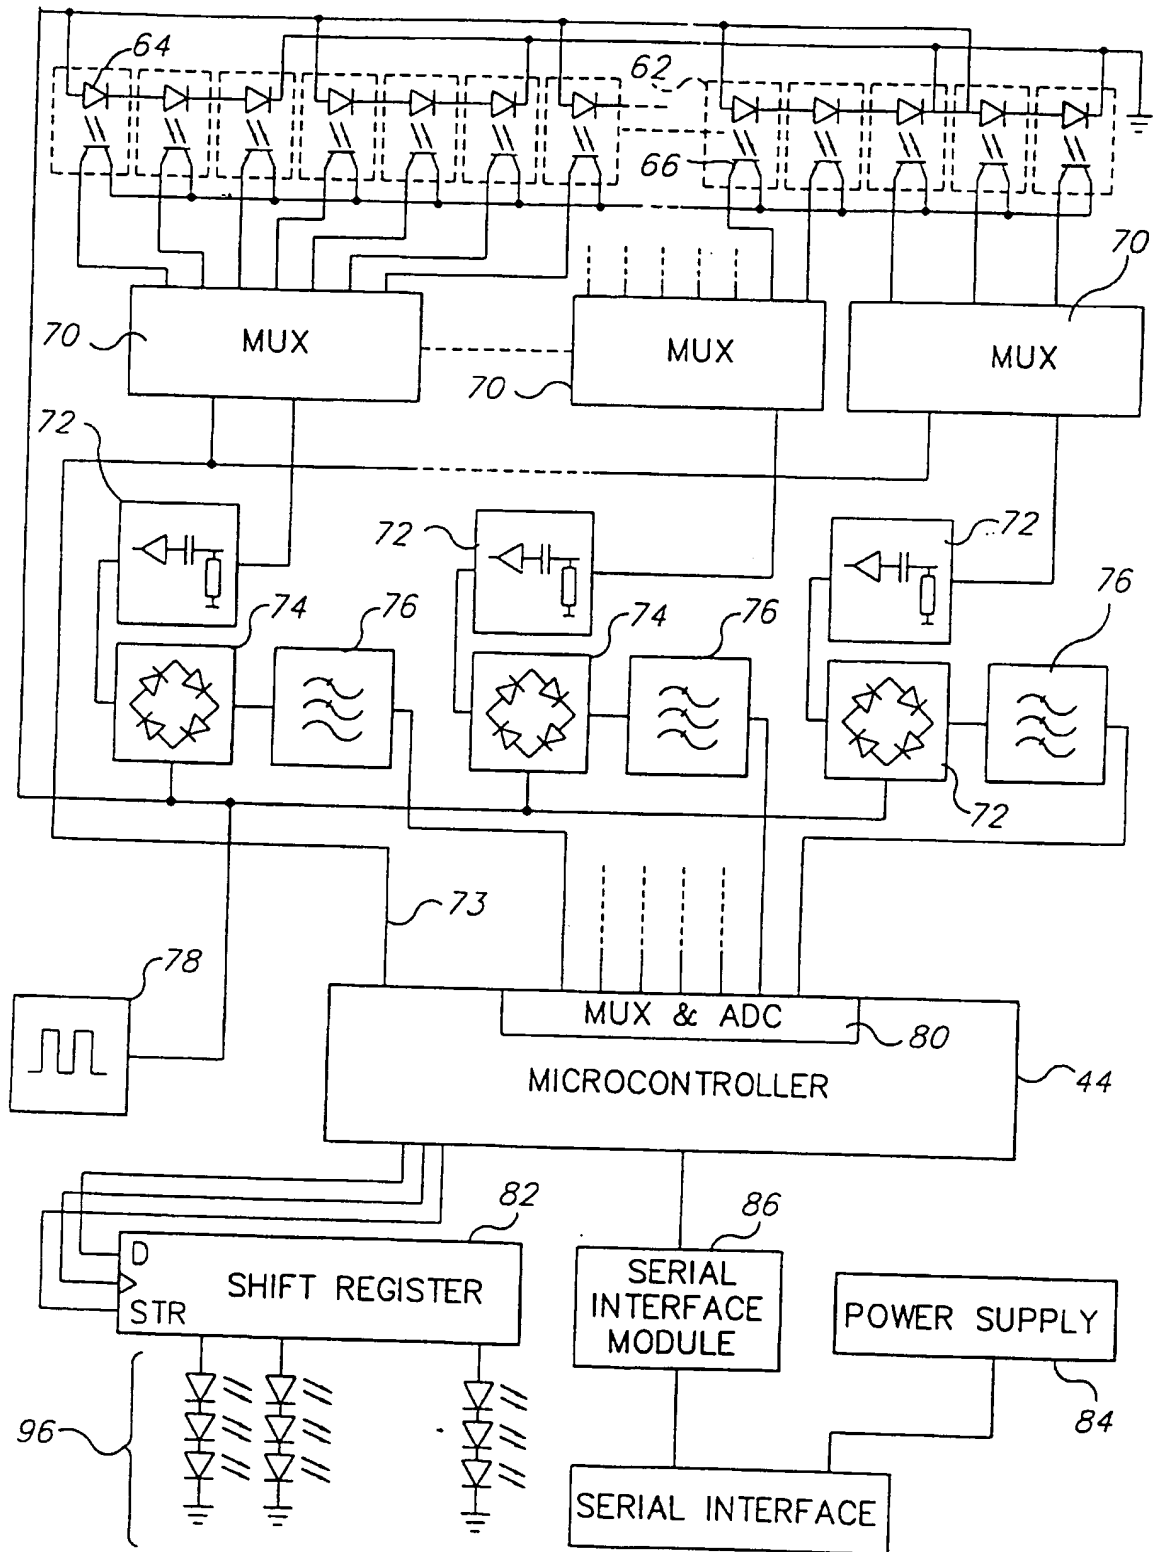 64
62
66
70
70
MUX
MUX
MUX
70
72
72
72
74
76
74
76
76
72
73
78
MUX & ADC
80
MICROCONTROLLER
44
82
86
D
SHIFT REGISTER
STR
SERIAL
INTERFACE
MODULE
POWER SUPPLY
84
96
SERIAL INTERFACE